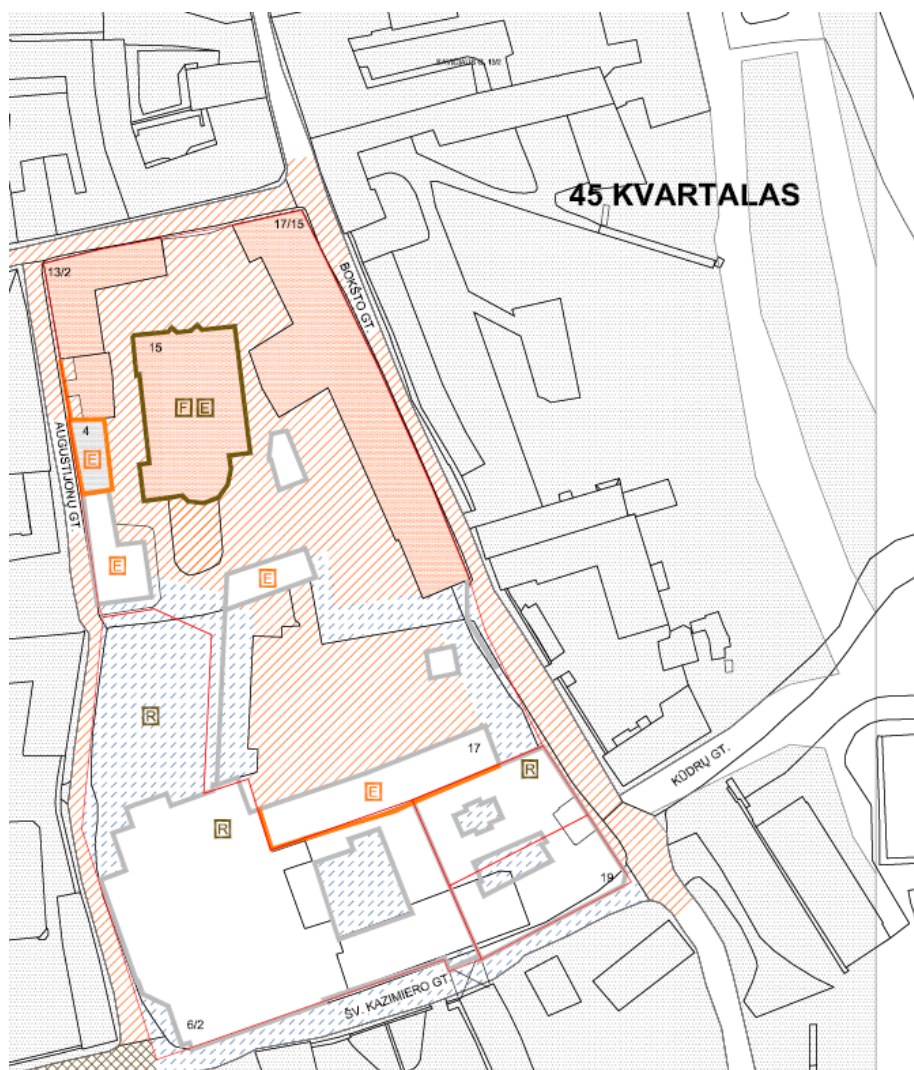 45 KVARTALAS
17/15
13/2
BOKŠTO GT.
15
F E
4
E
AUGUSTIJONŲ GT.
E
E
R
17
KŪDRŲ GT.
R
E
R
19
ŠV. KAZIMIERO GT.
6/2